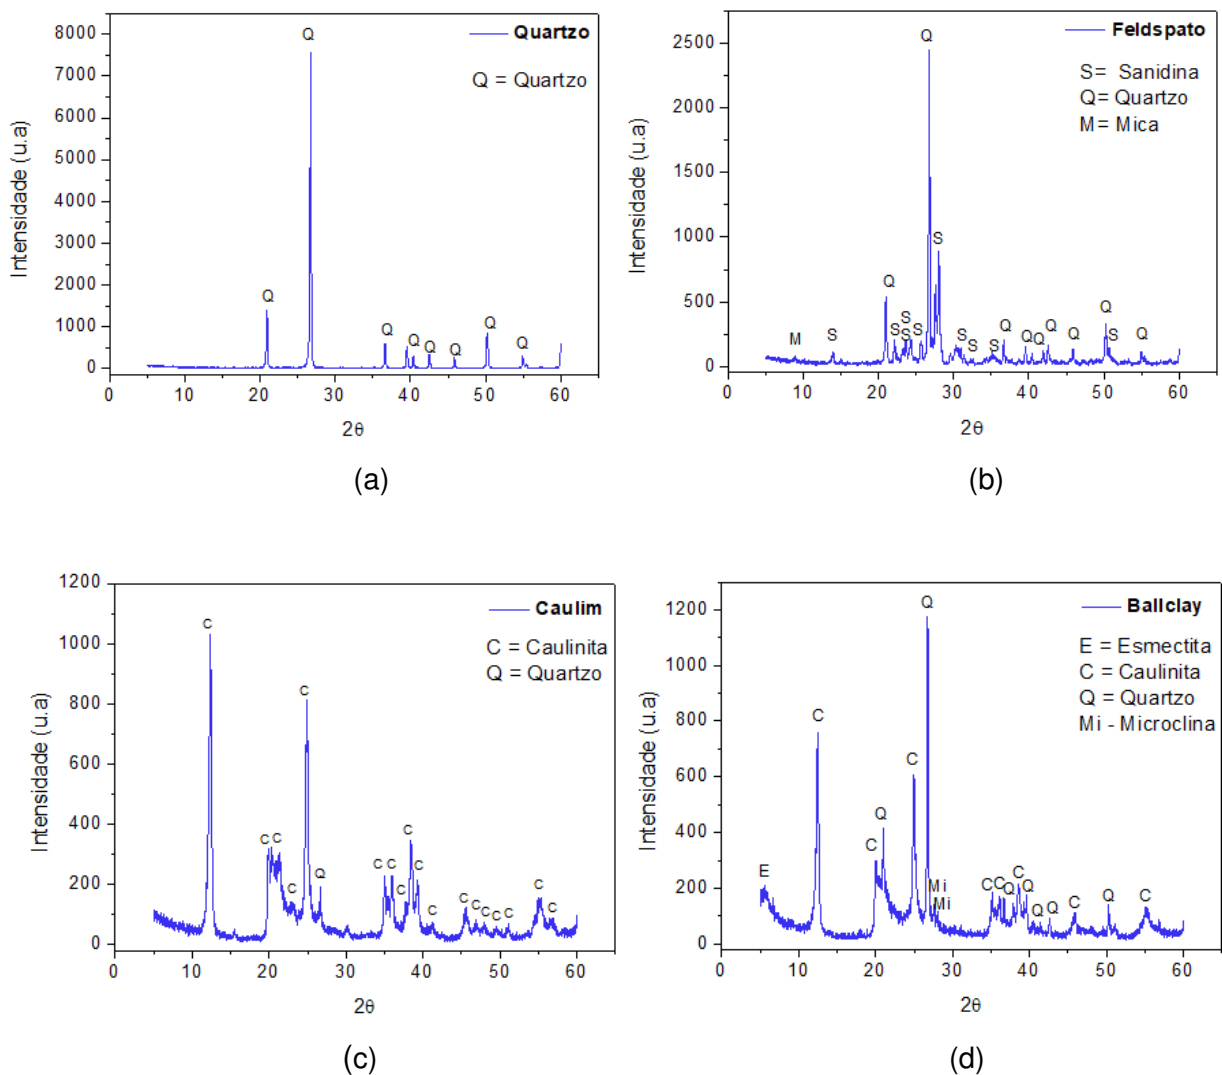 Quartzo
Q = Quartzo
Q
Q
Q
Q
Q
Q
Q
Q
8000
7000
6000
5000
4000
3000
2000
1000
0
0
10
20
30
40
50
60
Intensidade (u.a)
2θ
(a)
Feldspato
S= Sanidina
Q= Quartzo
M= Mica
Q
S
Q
M
S
S
S
S
S
S
S
S
Q
Q
Q
Q
Q
Q
S
Q
2500
2000
1500
1000
500
0
0
10
20
30
40
50
60
Intensidade (u.a)
2θ
(b)
Caulim
C = Caulinita
Q = Quartzo
C
C
C
C
C
Q
C
C
C
C
C
C
C
C
C
C
C
C
C
1200
1000
800
600
400
200
0
0
10
20
30
40
50
60
Intensidade (u.a)
2θ
(c)
Ballclay
E = Esmectita
C = Caulinita
Q = Quartzo
Mi - Microclina
E
C
C
Q
C
Q
Mi
Mi
C
C
Q
C
Q
Q
Q
C
Q
C
1200
1000
800
600
400
200
0
0
10
20
30
40
50
60
Intensidade (u.a)
2θ
(d)